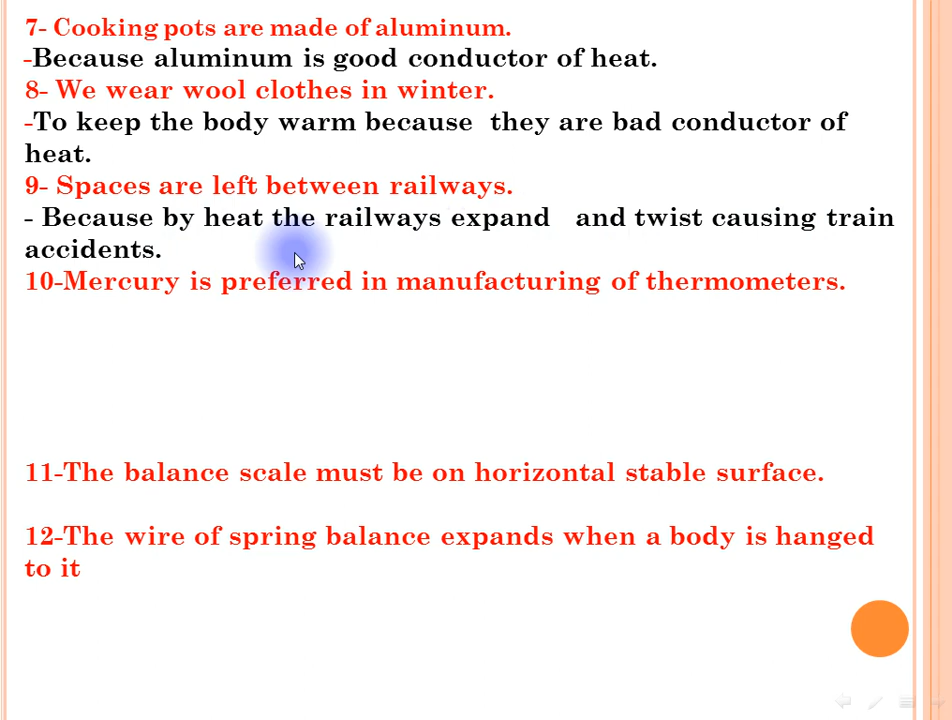 7- Cooking pots are made of aluminum.
-Because aluminum is good conductor of heat.
8- We wear wool clothes in winter.
-To keep the body warm because  they are bad conductor of
heat.
9- Spaces are left between railways.
- Because by heat the railways expand   and twist causing train
accidents.
10-Mercury is preferred in manufacturing of thermometers.
11-The balance scale must be on horizontal stable surface.
12-The wire of spring balance expands when a body is hanged
to it